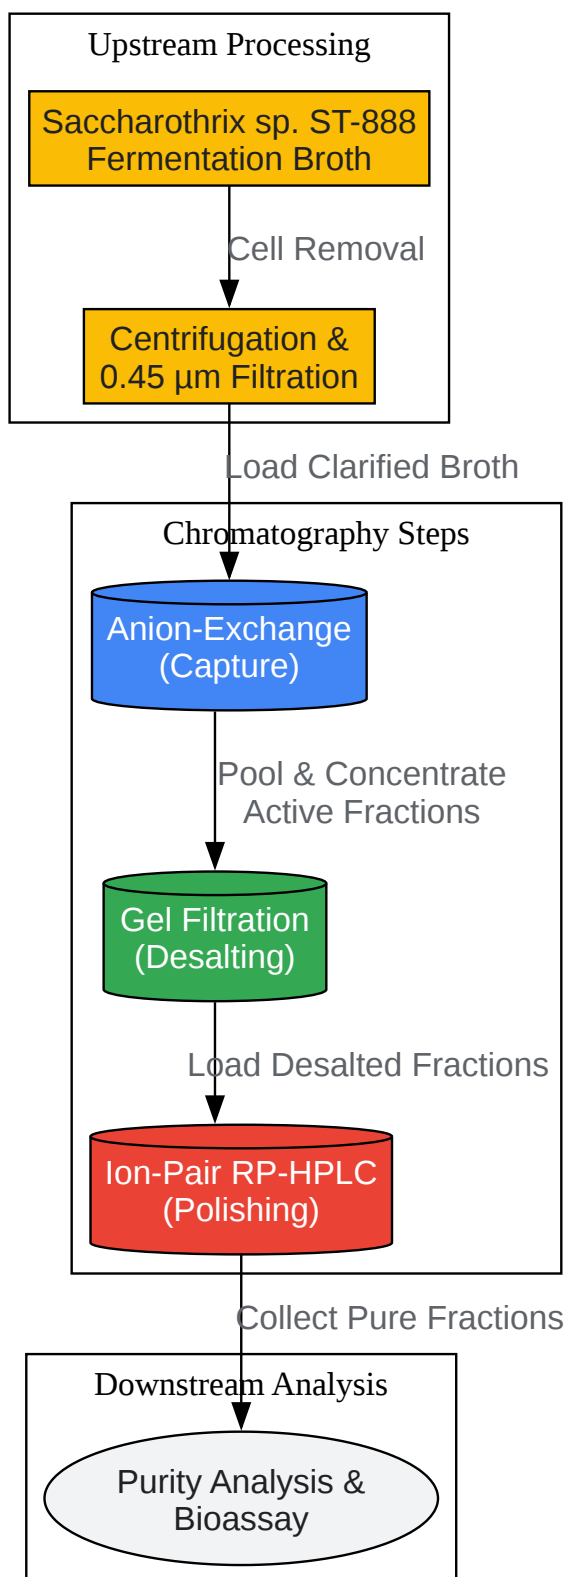 Upstream Processing
Saccharothrix sp. ST-888
Fermentation Broth
Cell Removal
Centrifugation &
0.45 µm Filtration
Load Clarified Broth
Chromatography Steps
Anion-Exchange
(Capture)
Pool & Concentrate
Active Fractions
Gel Filtration
(Desalting)
Load Desalted Fractions
Ion-Pair RP-HPLC
(Polishing)
Collect Pure Fractions
Downstream Analysis
Purity Analysis &
Bioassay